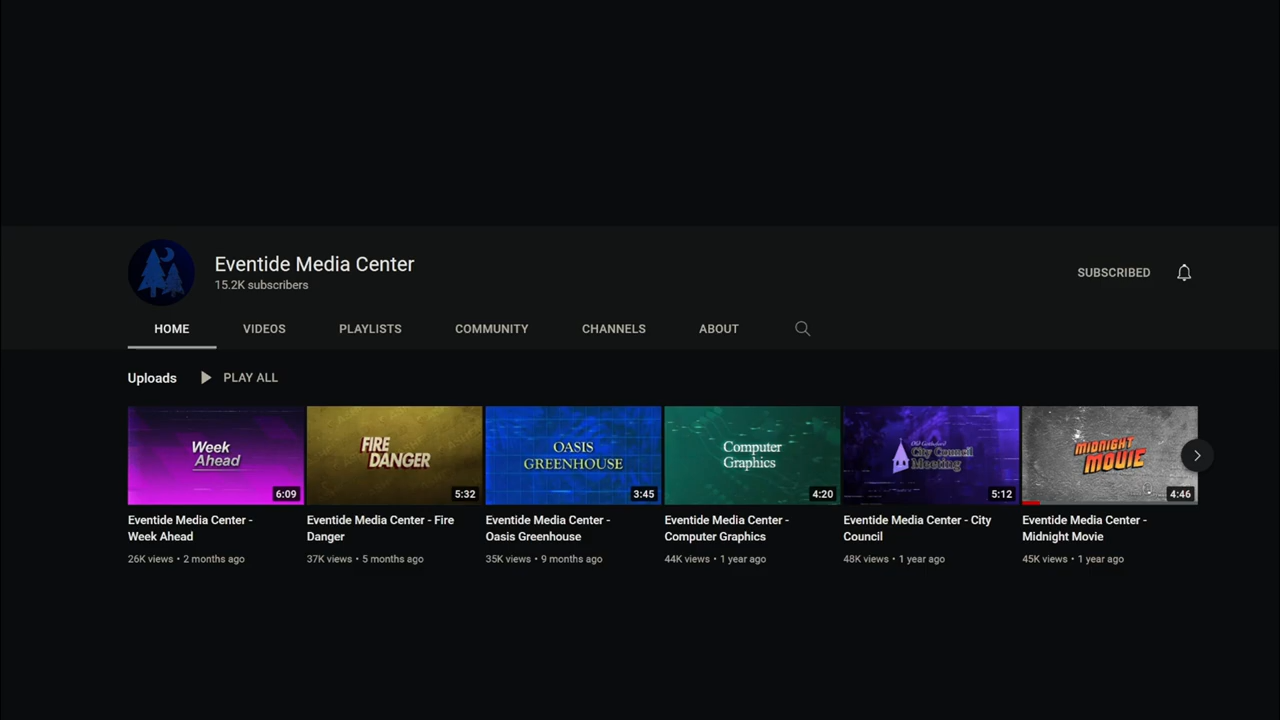 Eventide Media Center
15.2K subscribers
SUBSCRIBED
HOME VIDEOS PLAYLISTS COMMUNITY CHANNELS ABOUT
Uploads PLAY ALL
Week
Ahead
6:09
FIRE
DANGER
5:32
OASIS
GREENHOUSE
3:45
Computer
Graphics
4:20
City Council
Meeting
5:12
MIDNIGHT
MOVIE
4:46
Eventide Media Center -
Week Ahead
26K views • 2 months ago
Eventide Media Center - Fire
Danger
37K views • 5 months ago
Eventide Media Center -
Oasis Greenhouse
35K views • 9 months ago
Eventide Media Center -
Computer Graphics
44K views • 1 year ago
Eventide Media Center - City
Council
48K views • 1 year ago
Eventide Media Center -
Midnight Movie
45K views • 1 year ago